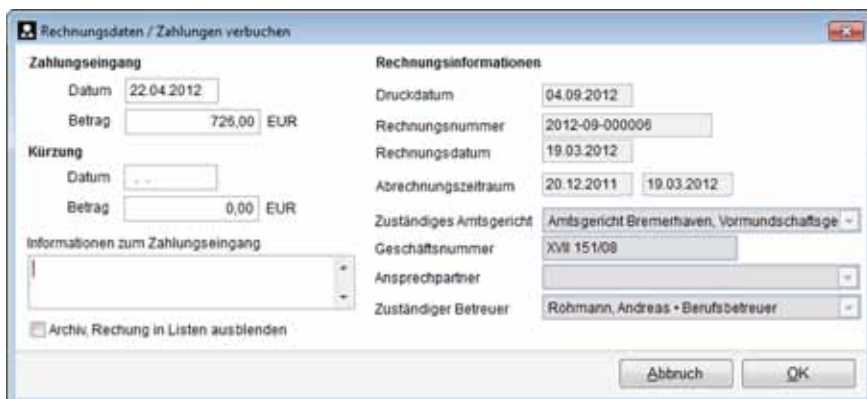 Rechnungsdaten / Zahlungen verbuchen
Zahlungseingang
Datum 22.04.2012
Betrag 726,00 EUR
Kürzung
Datum . .
Betrag 0,00 EUR
Informationen zum Zahlungseingang
Archiv, Rechung in Listen ausblenden
Rechnungsinformationen
Druckdatum 04.09.2012
Rechnungsnummer 2012-09-000006
Rechnungsdatum 19.03.2012
Abrechnungszeitraum 20.12.2011 19.03.2012
Zuständiges Amtsgericht Amtsgericht Bremerhaven, Vormundschaftsge
Geschäftsnummer XVII 151/08
Ansprechpartner
Zuständiger Betreuer Rohmann, Andreas • Berufsbetreuer
Abbruch OK